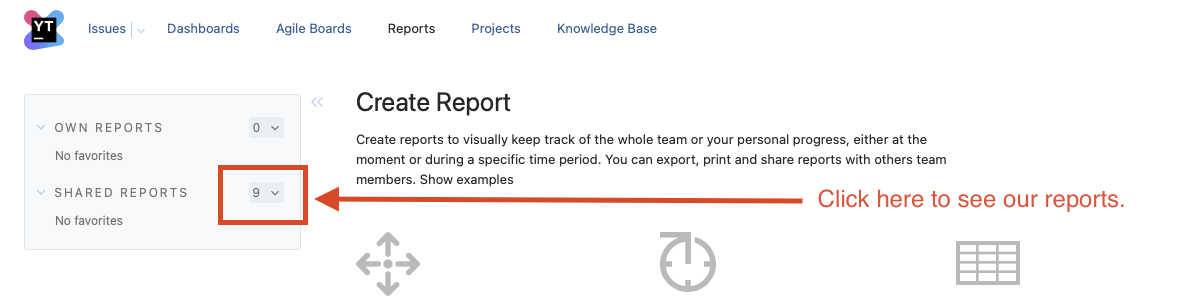 YT
Issues
Dashboards
Agile Boards
Reports
Projects
Knowledge Base
OWN REPORTS
0
No favorites
SHARED REPORTS
9
No favorites
Create Report
Create reports to visually keep track of the whole team or your personal progress, either at the
moment or during a specific time period. You can export, print and share reports with others team
members. Show examples
Click here to see our reports.